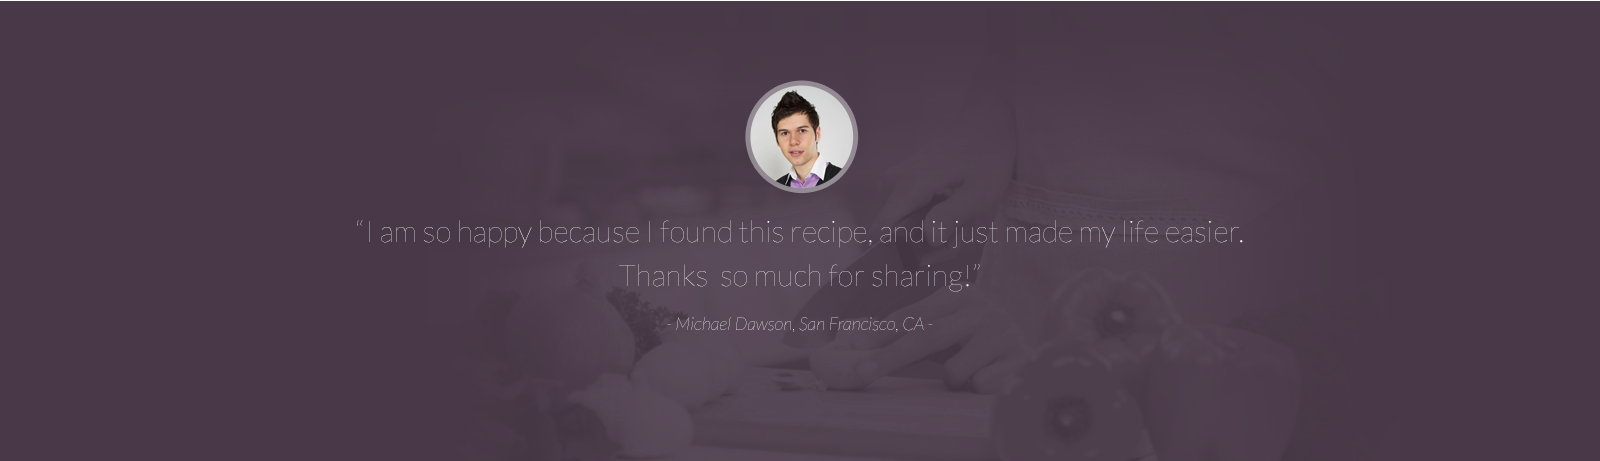 “I am so happy because I found this recipe, and it just made my life easier.
Thanks  so much for sharing!”
- Michael Dawson, San Francisco, CA -